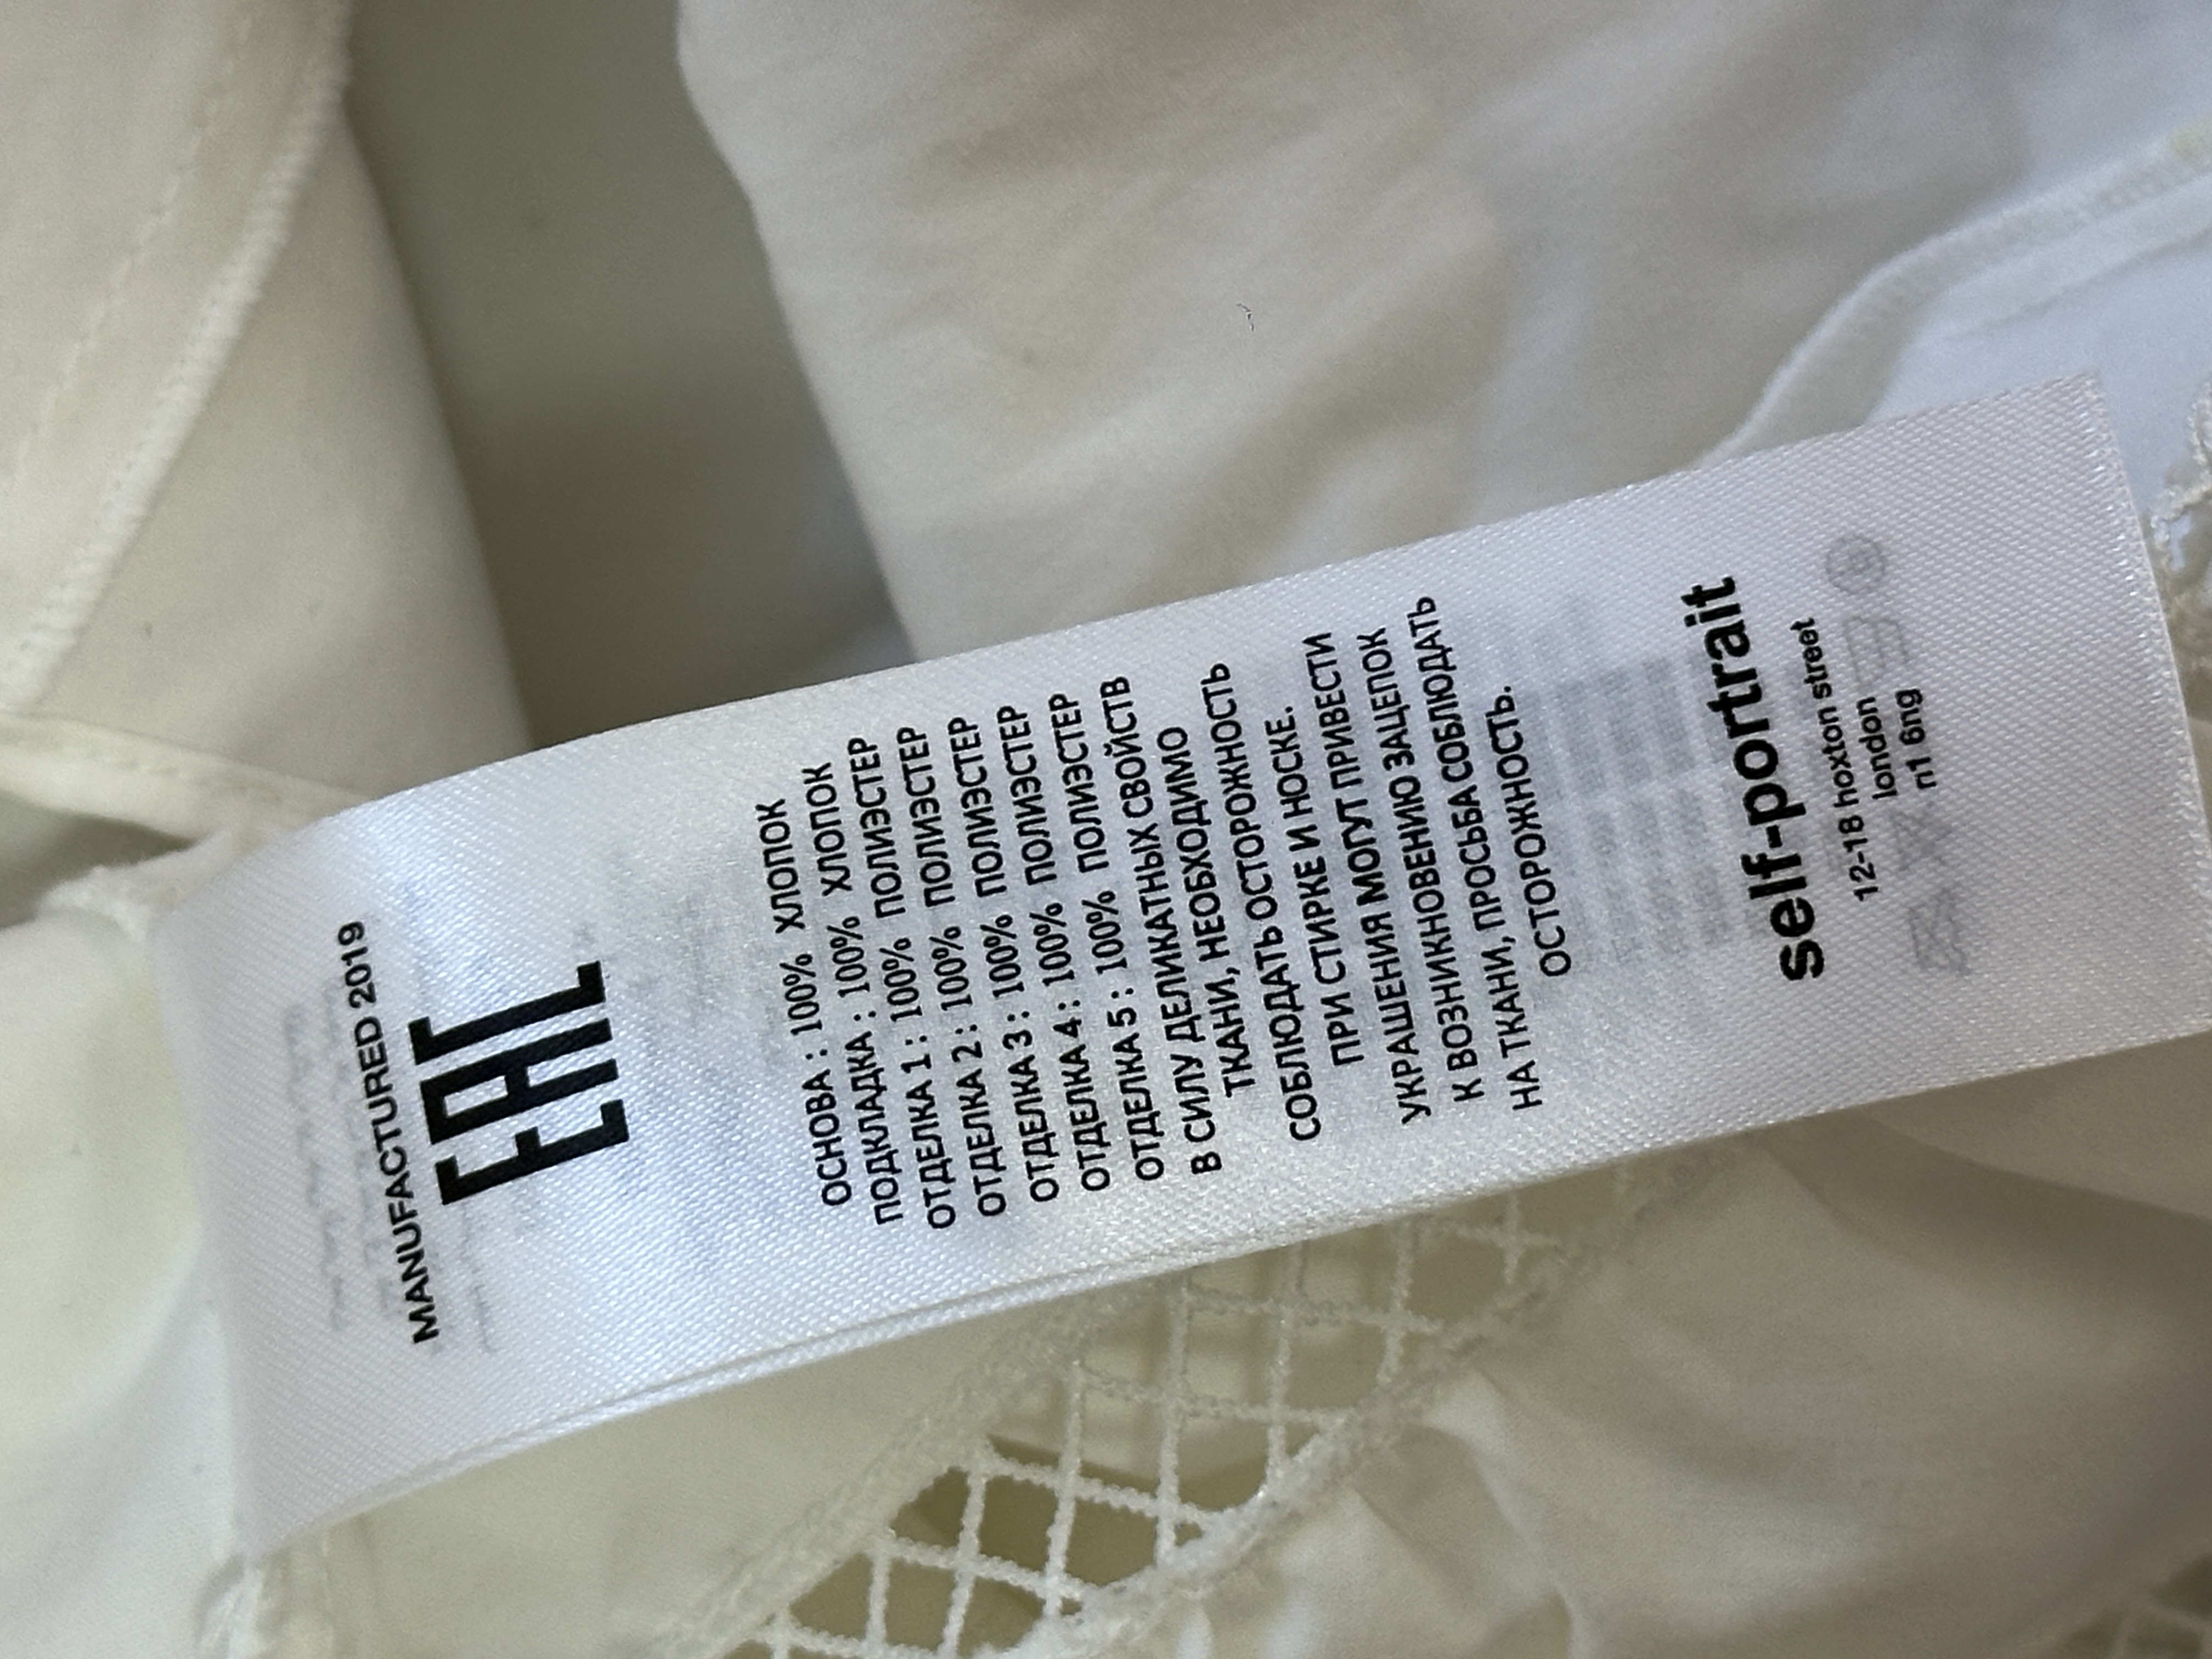 MANUFACTURED 2019
EAC
ОСНОВА : 100% ХЛОПОК
ПОДКЛАДКА : 100% ХЛОПОК
ОТДЕЛКА 1 : 100% ПОЛИЭСТЕР
ОТДЕЛКА 2 : 100% ПОЛИЭСТЕР
ОТДЕЛКА 3 : 100% ПОЛИЭСТЕР
ОТДЕЛКА 4 : 100% ПОЛИЭСТЕР
ОТДЕЛКА 5 : 100% ПОЛИЭСТЕР
В СИЛУ ДЕЛИКАТНЫХ СВОЙСТВ
ТКАНИ, НЕОБХОДИМО
СОБЛЮДАТЬ ОСТОРОЖНОСТЬ
ПРИ СТИРКЕ И НОСКЕ.
УКРАШЕНИЯ МОГУТ ПРИВЕСТИ
К ВОЗНИКНОВЕНИЮ ЗАЦЕПОК
НА ТКАНИ, ПРОСЬБА СОБЛЮДАТЬ
ОСТОРОЖНОСТЬ.
self-portrait
12-18 hoxton street
london
n1 6ng